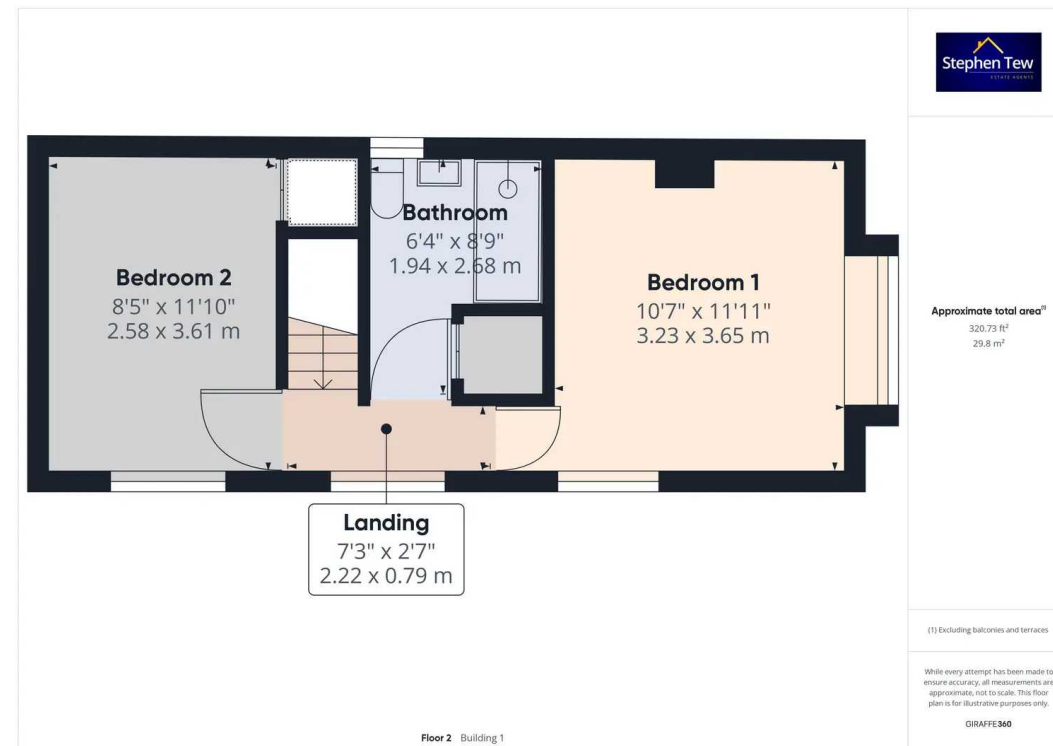 Stephen Tew
ESTATE AGENTS
Bathroom
6'4" x 8'9"
1.94 x 2.68 m
Bedroom 2
8'5" x 11'10"
2.58 x 3.61 m
Bedroom 1
10'7" x 11'11"
3.23 x 3.65 m
Landing
7'3" x 2'7"
2.22 x 0.79 m
Approximate total area(1)
320.73 ft²
29.8 m²
(1) Excluding balconies and terraces
While every attempt has been made to
ensure accuracy, all measurements are
approximate, not to scale. This floor
plan is for illustrative purposes only.
GIRAFFE360
Floor 2 Building 1